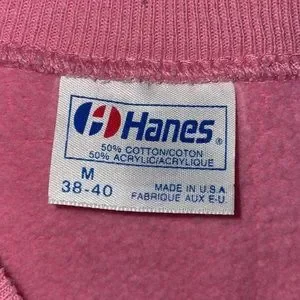 Hanes®
50% COTTON/COTON
50% ACRYLIC/ACRYLIQUE
M
38-40
MADE IN U.S.A.
FABRIQUE AUX E-U.